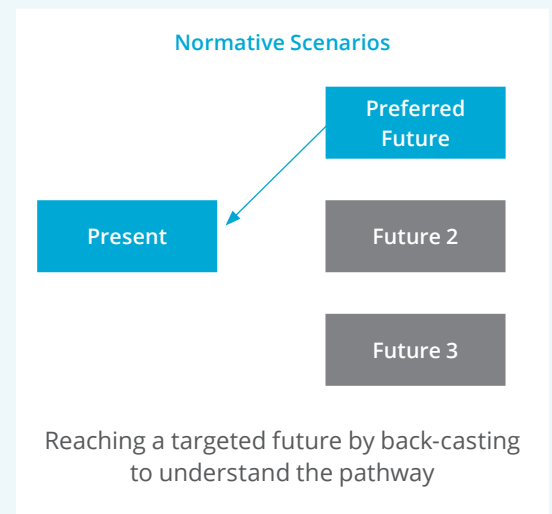 Normative Scenarios
Preferred
Future
Present
Future 2
Future 3
Reaching a targeted future by back-casting
to understand the pathway